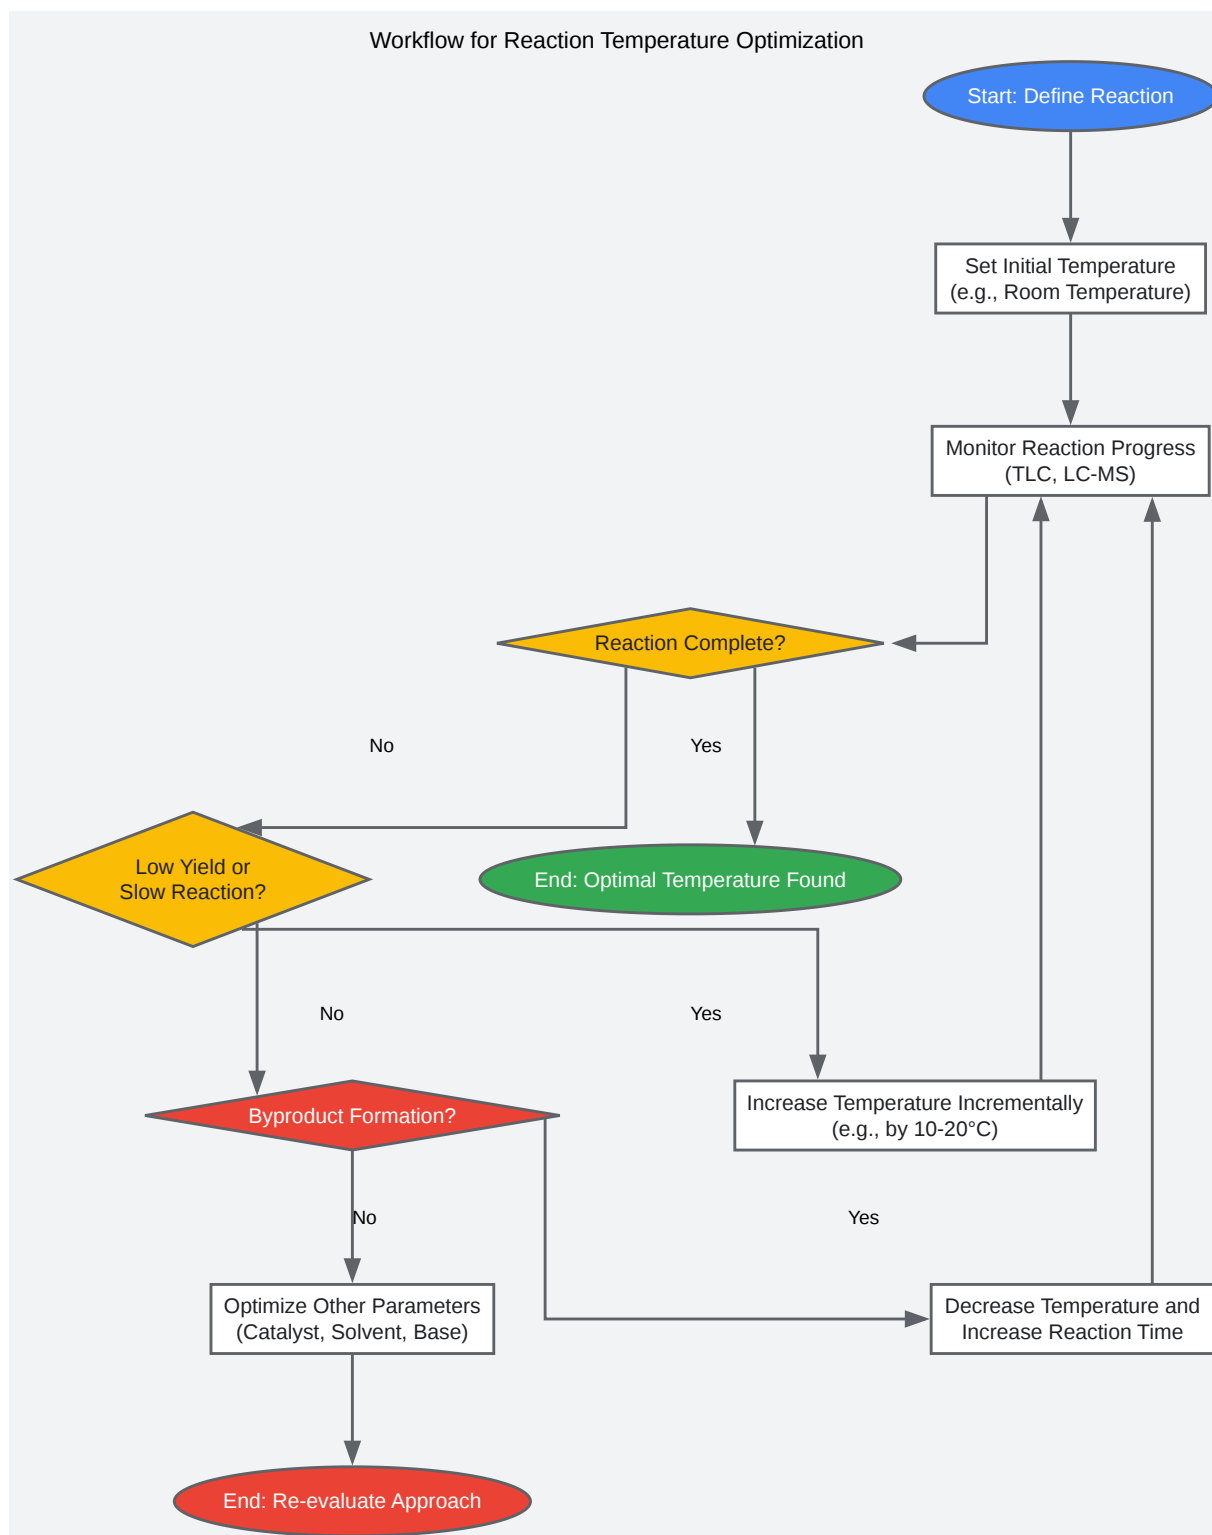 Workflow for Reaction Temperature Optimization
Start: Define Reaction
Set Initial Temperature
(e.g., Room Temperature)
Monitor Reaction Progress
(TLC, LC-MS)
Reaction Complete?
No
Yes
Low Yield or
Slow Reaction?
End: Optimal Temperature Found
No
Yes
Byproduct Formation?
Increase Temperature Incrementally
(e.g., by 10-20°C)
No
Yes
Optimize Other Parameters
(Catalyst, Solvent, Base)
Decrease Temperature and
Increase Reaction Time
End: Re-evaluate Approach